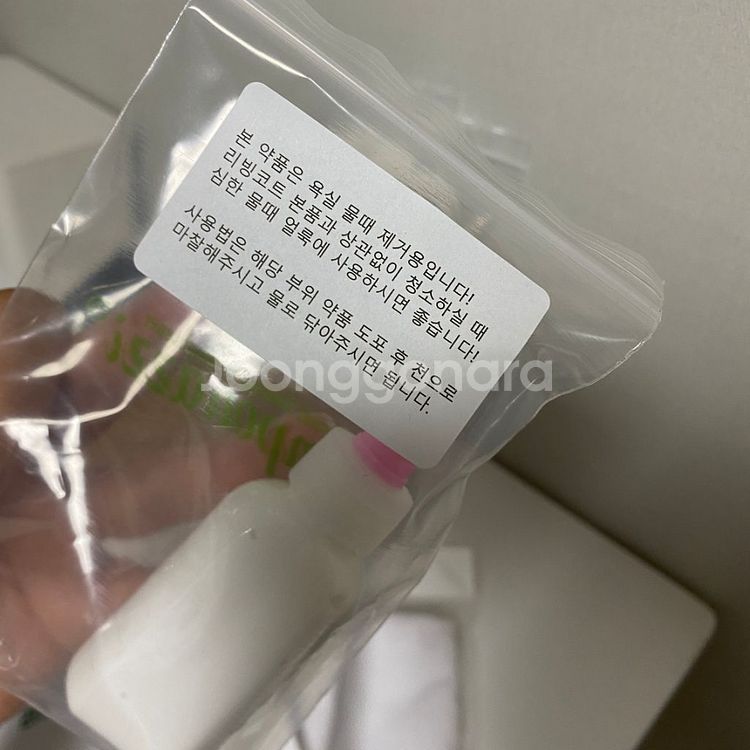 본 약품은 욕실 물때 제거용입니다!
리빙코트 본품과 상관없이 청소하실 때
심한 물때 얼룩에 사용하시면 좋습니다!
사용법은 해당 부위 약품 도포 후 천으로
마찰해주시고 물로 닦아주시면 됩니다.
Joonggonara